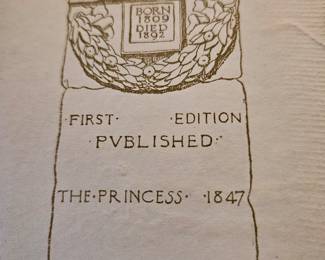 BORN
1809
DIED
1892
FIRST· ·EDITION
·PVBLISHED·
THE·PRINCESS· 1847